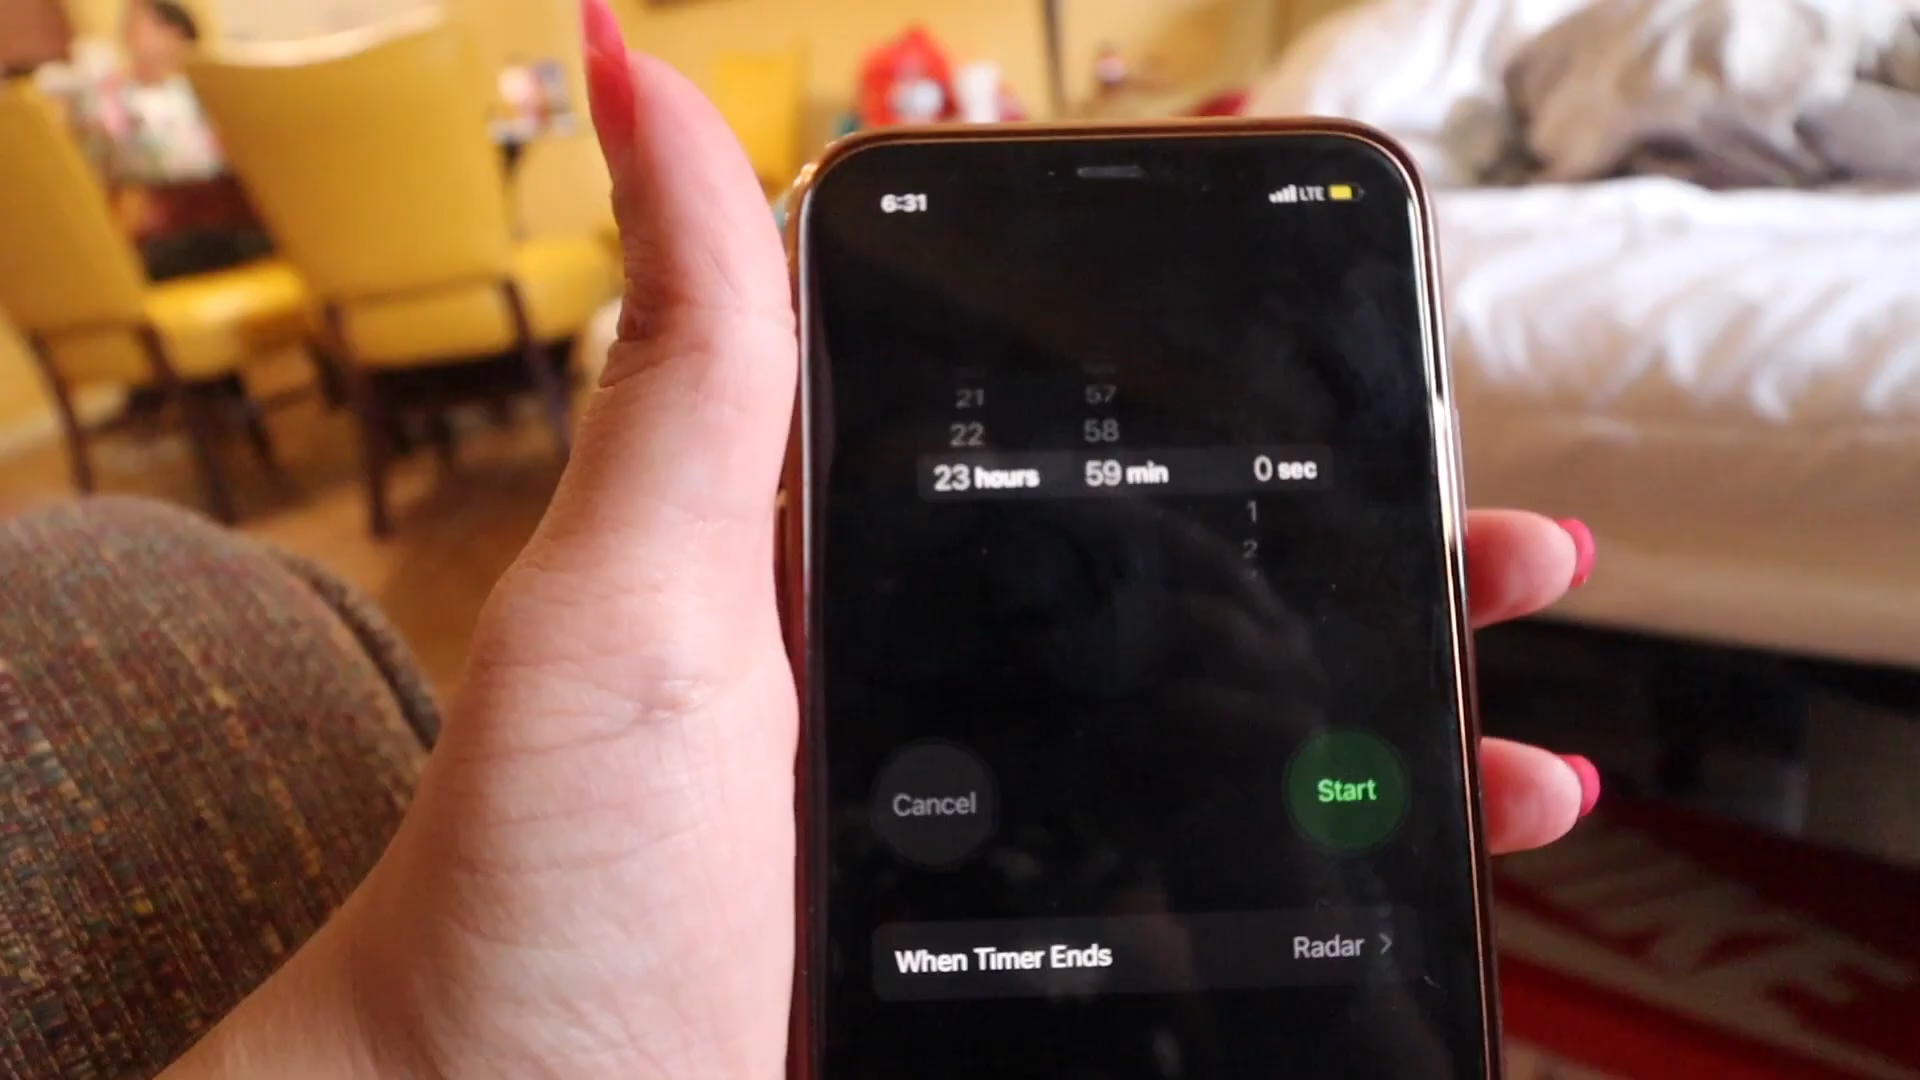 6:31 LTE
21 57
22 58
23 hours 59 min 0 sec
1
2
Cancel Start
When Timer Ends Radar